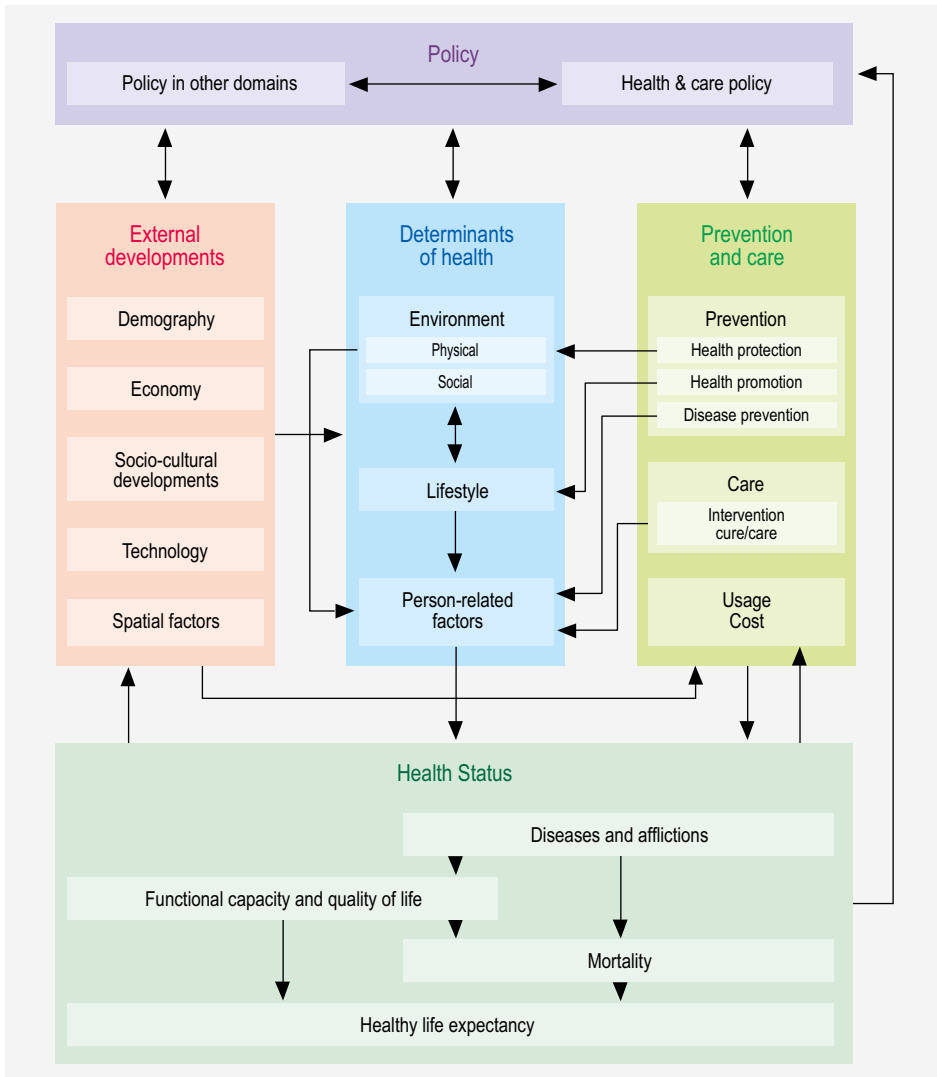 Policy
Policy in other domains
Health & care policy
External
developments
Demography
Economy
Socio-cultural
developments
Technology
Spatial factors
Determinants
of health
Environment
Physical
Social
Lifestyle
Person-related
factors
Prevention
and care
Prevention
Health protection
Health promotion
Disease prevention
Care
Intervention
cure/care
Usage
Cost
Health Status
Diseases and afflictions
Functional capacity and quality of life
Mortality
Healthy life expectancy